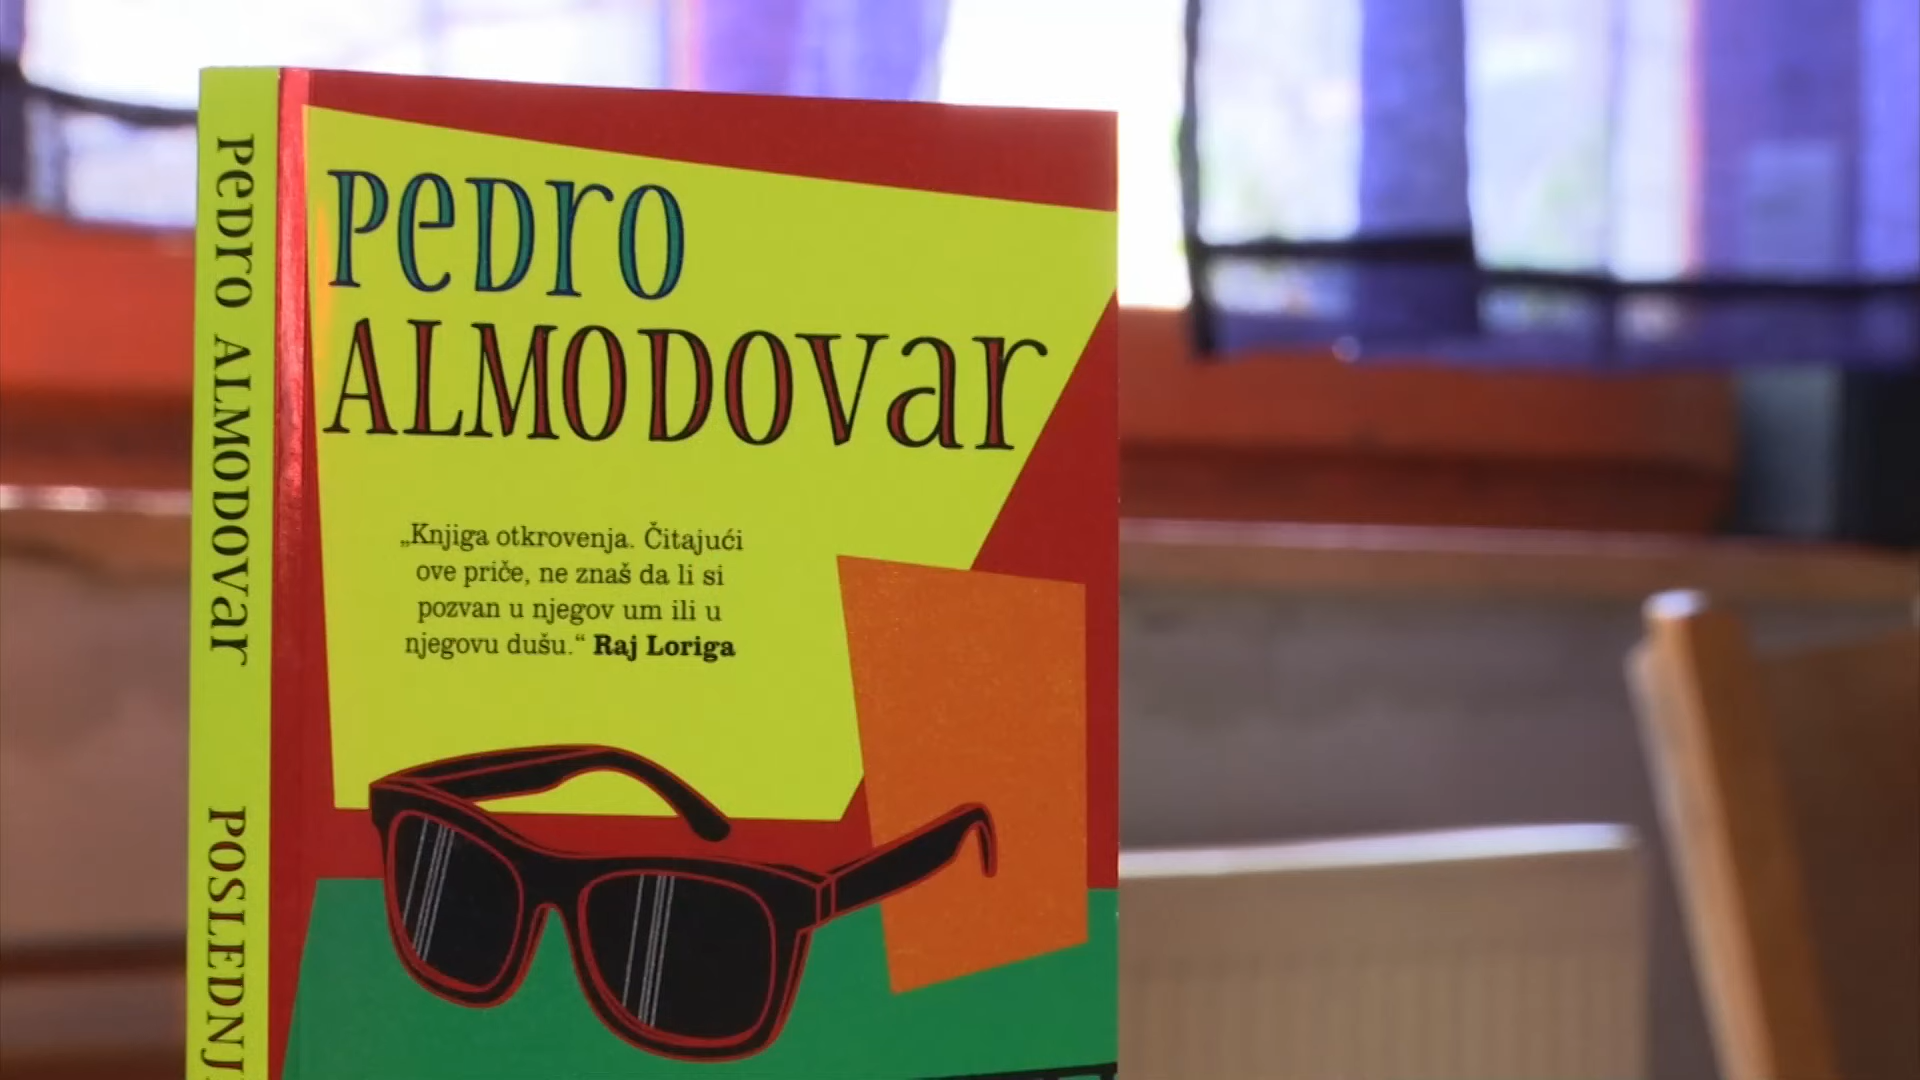 Pedro ALMODOVar
POSLEDNJ
Pedro
ALMODOVar
„Knjiga otkrovenja. Čitajući
ove priče, ne znaš da li si
pozvan u njegov um ili u
njegovu dušu.“ Raj Loriga